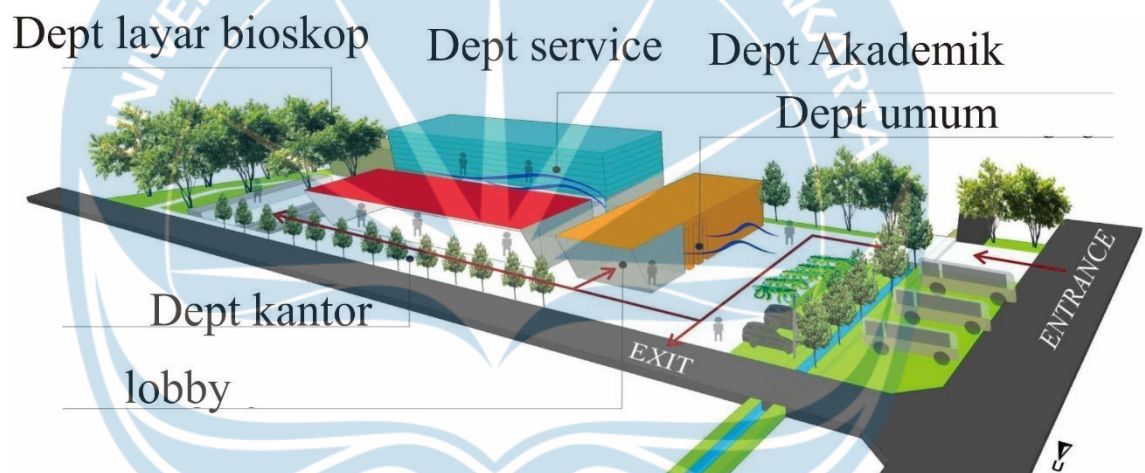 Dept layar bioskop
Dept service
Dept Akademik
Dept umum
Dept kantor
lobby
EXIT
ENTRANCE
U